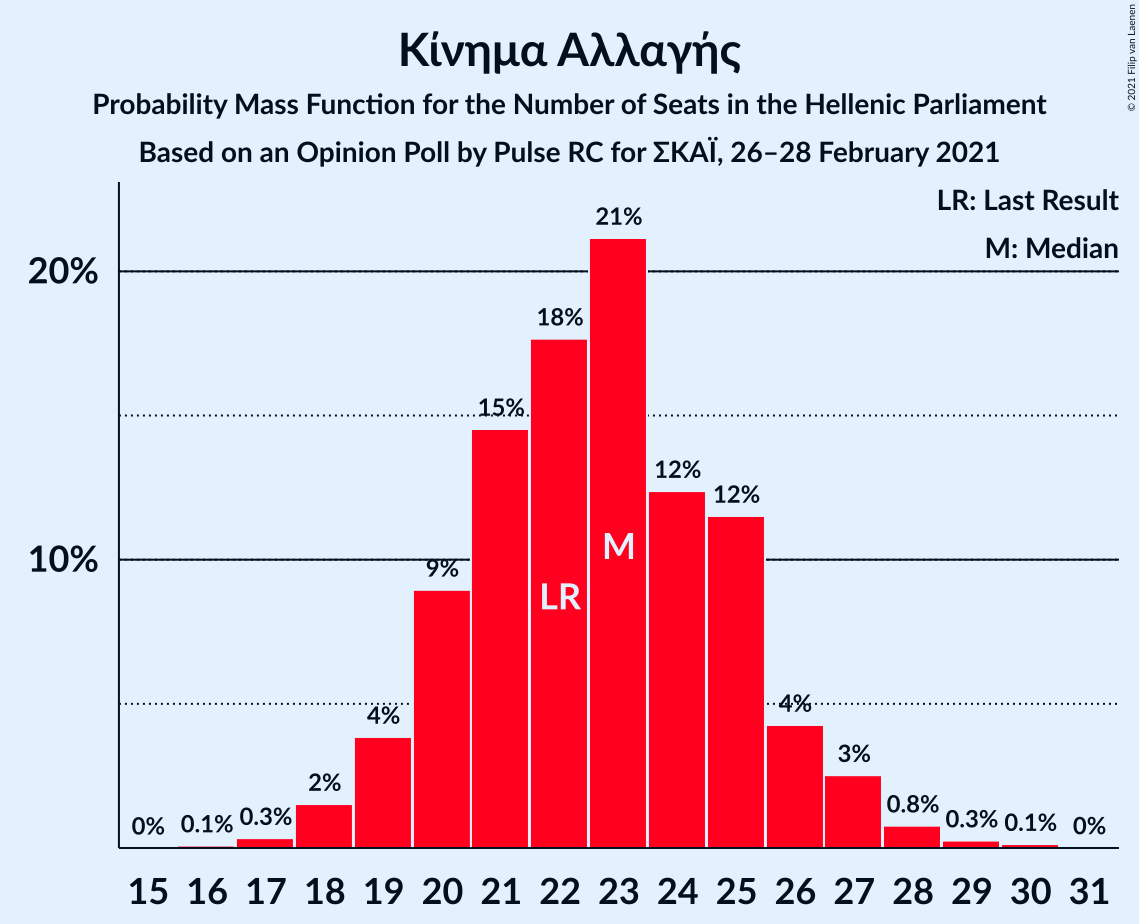 Κίνημα Αλλαγής
Probability Mass Function for the Number of Seats in the Hellenic Parliament
Based on an Opinion Poll by Pulse RC for ΣΚΑΪ, 26–28 February 2021
© 2021 Filip van Laenen
LR: Last Result
M: Median
20%
10%
0%
0.1%
0.3%
2%
4%
9%
15%
18%
21%
12%
12%
4%
3%
0.8%
0.3%
0.1%
0%
LR
M
15 16 17 18 19 20 21 22 23 24 25 26 27 28 29 30 31